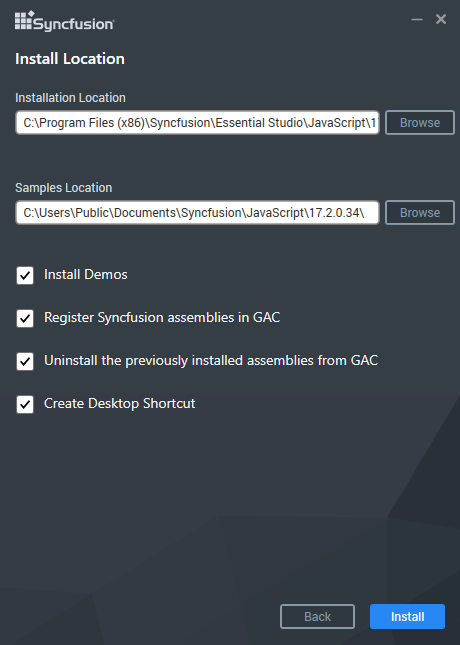 Syncfusion
Install Location
Installation Location
C:\Program Files (x86)\Syncfusion\Essential Studio\JavaScript\1
Browse
Samples Location
C:\Users\Public\Documents\Syncfusion\JavaScript\17.2.0.34\
Browse
Install Demos
Register Syncfusion assemblies in GAC
Uninstall the previously installed assemblies from GAC
Create Desktop Shortcut
Back
Install